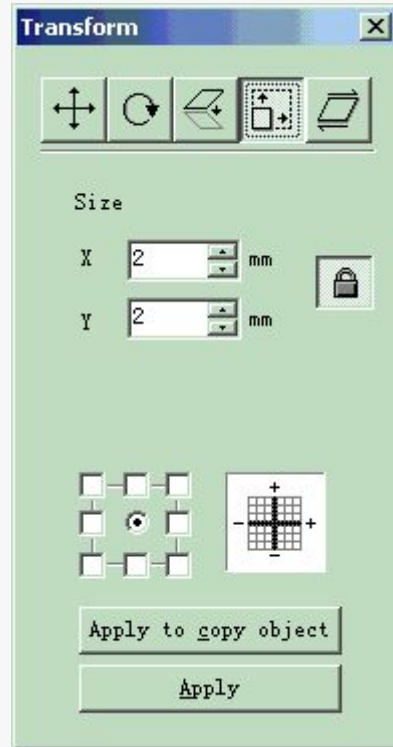 Transform
Size
X 2 mm
Y 2 mm
+
- +
-
Apply to copy object
Apply